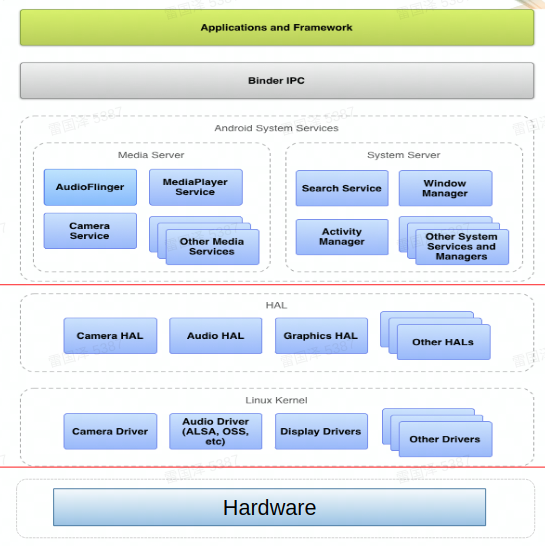 Applications and Framework
Binder IPC
Android System Services
Media Server
System Server
AudioFlinger
MediaPlayer
Service
Search Service
Window
Manager
Camera
Service
Other Media
Services
Activity
Manager
Other System
Services and
Managers
HAL
Camera HAL
Audio HAL
Graphics HAL
Other HALs
Linux Kernel
Camera Driver
Audio Driver
(ALSA, OSS,
etc)
Display Drivers
Other Drivers
Hardware